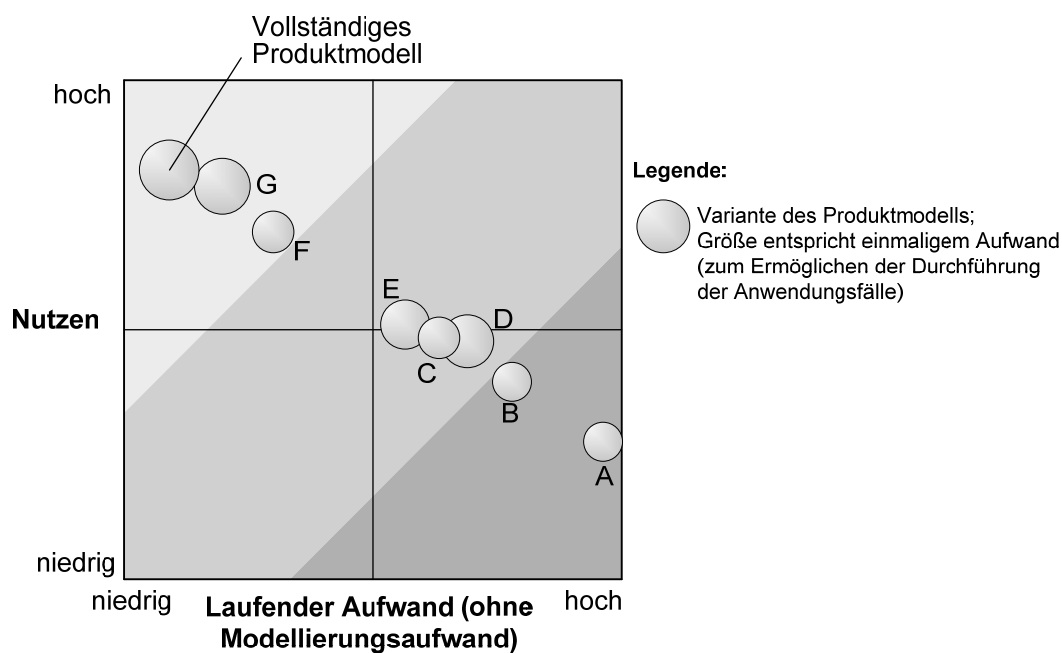 Vollständiges
Produktmodell
hoch
G
F
E
D
C
B
A
Nutzen
niedrig
niedrig
hoch
Laufender Aufwand (ohne
Modellierungsaufwand)
Legende:
Variante des Produktmodells;
Größe entspricht einmaligem Aufwand
(zum Ermöglichen der Durchführung
der Anwendungsfälle)